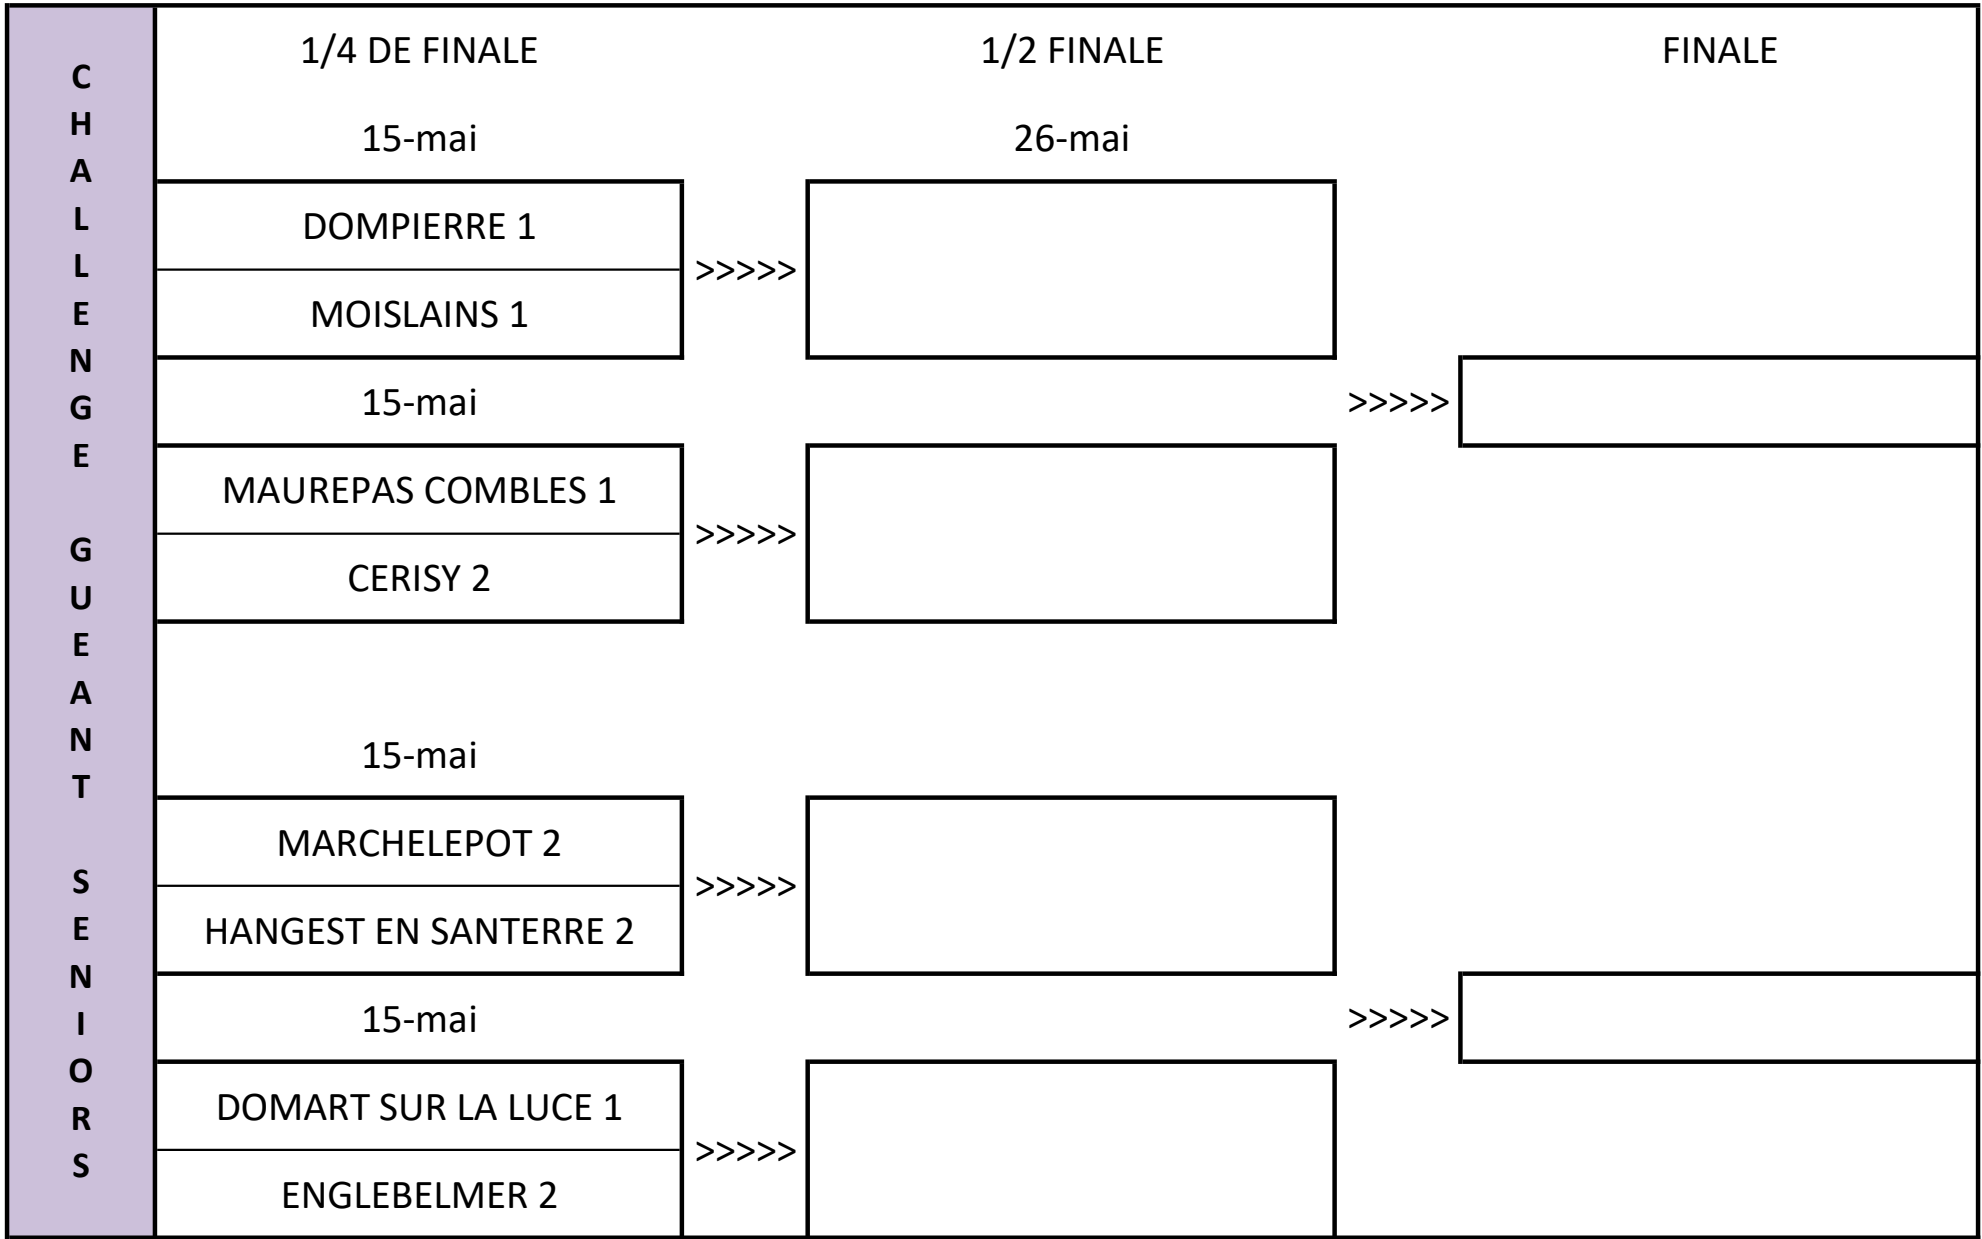 CHALLENGE GUEANT SENIORS
1/4 DE FINALE 1/2 FINALE FINALE
15-mai 26-mai
DOMPIERRE 1
>>>>>
MOISLAINS 1
15-mai >>>>>
MAUREPAS COMBLES 1
>>>>>
CERISY 2
15-mai
MARCHELEPOT 2
>>>>>
HANGEST EN SANTERRE 2
15-mai >>>>>
DOMART SUR LA LUCE 1
>>>>>
ENGLEBELMER 2